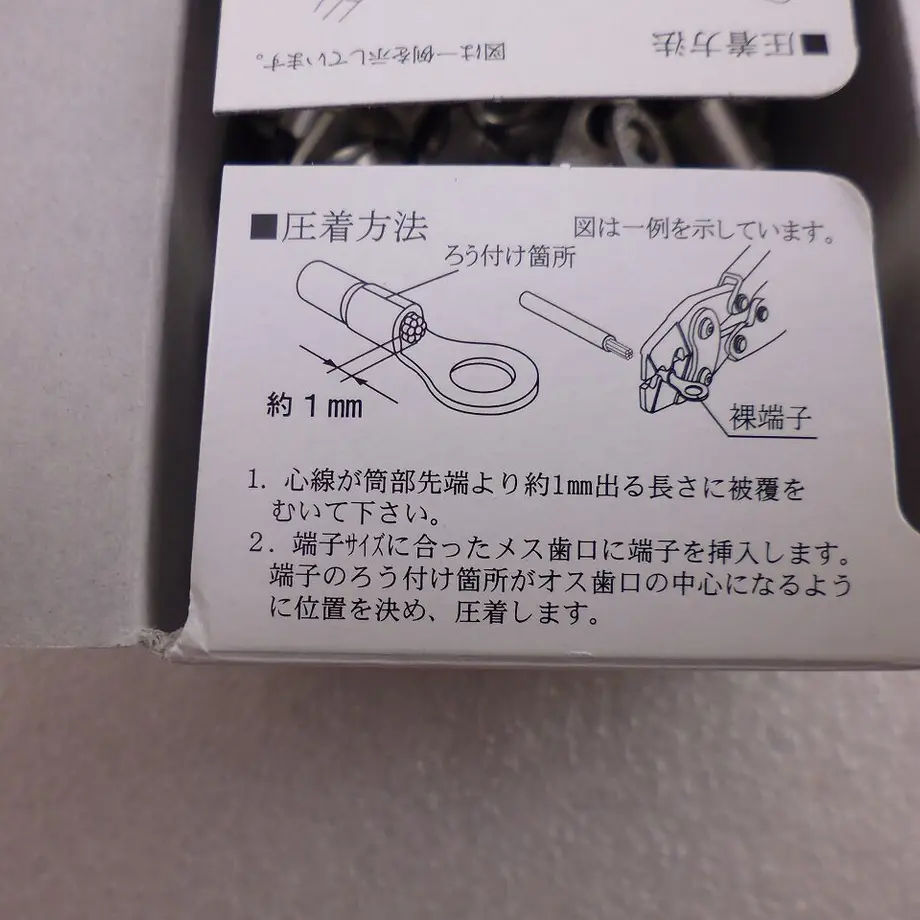 ■圧着方法
図は一例を示しています。
■圧着方法
図は一例を示しています。
ろう付け箇所
約1mm
裸端子
1. 心線が筒部先端より約1mm出る長さに被覆を
むいて下さい。
2. 端子サイズに合ったメス歯口に端子を挿入します。
端子のろう付け箇所がオス歯口の中心になるよう
に位置を決め、圧着します。